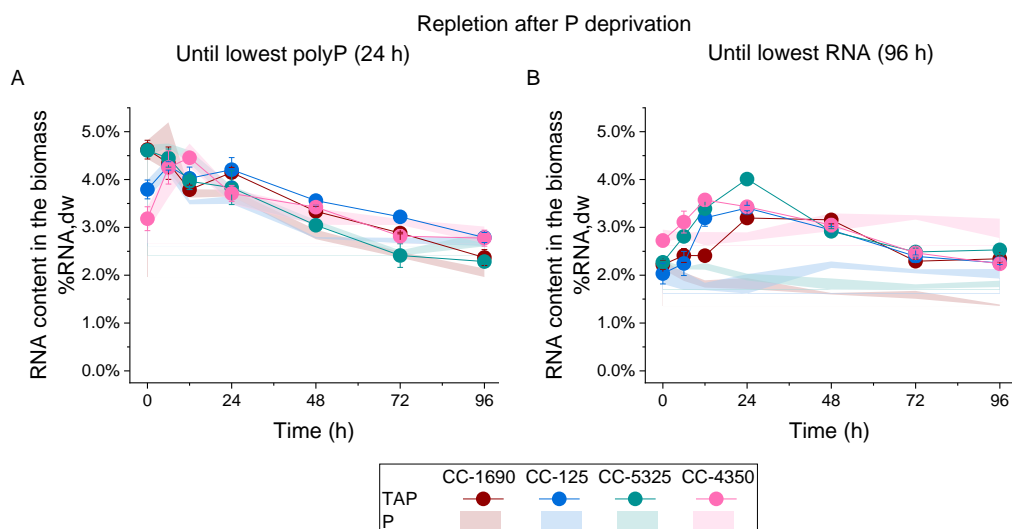 Repletion after P deprivation
Until lowest polyP (24 h)
Until lowest RNA (96 h)
A
B
RNA content in the biomass
%RNA,dw
5.0%
4.0%
3.0%
2.0%
1.0%
0.0%
0 24 48 72 96
Time (h)
RNA content in the biomass
%RNA,dw
5.0%
4.0%
3.0%
2.0%
1.0%
0.0%
0 24 48 72 96
Time (h)
CC-1690 CC-125 CC-5325 CC-4350
TAP
P